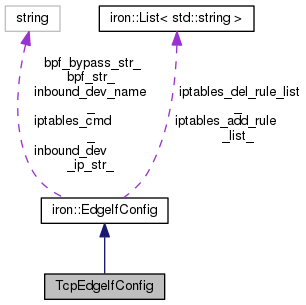 string
iron::List< std::string >
bpf_bypass_str_
bpf_str_
inbound_dev_name
_
iptables_cmd
_
inbound_dev
_ip_str_
iptables_del_rule_list
_
iptables_add_rule
_list_
iron::EdgeIfConfig
TcpEdgeIfConfig